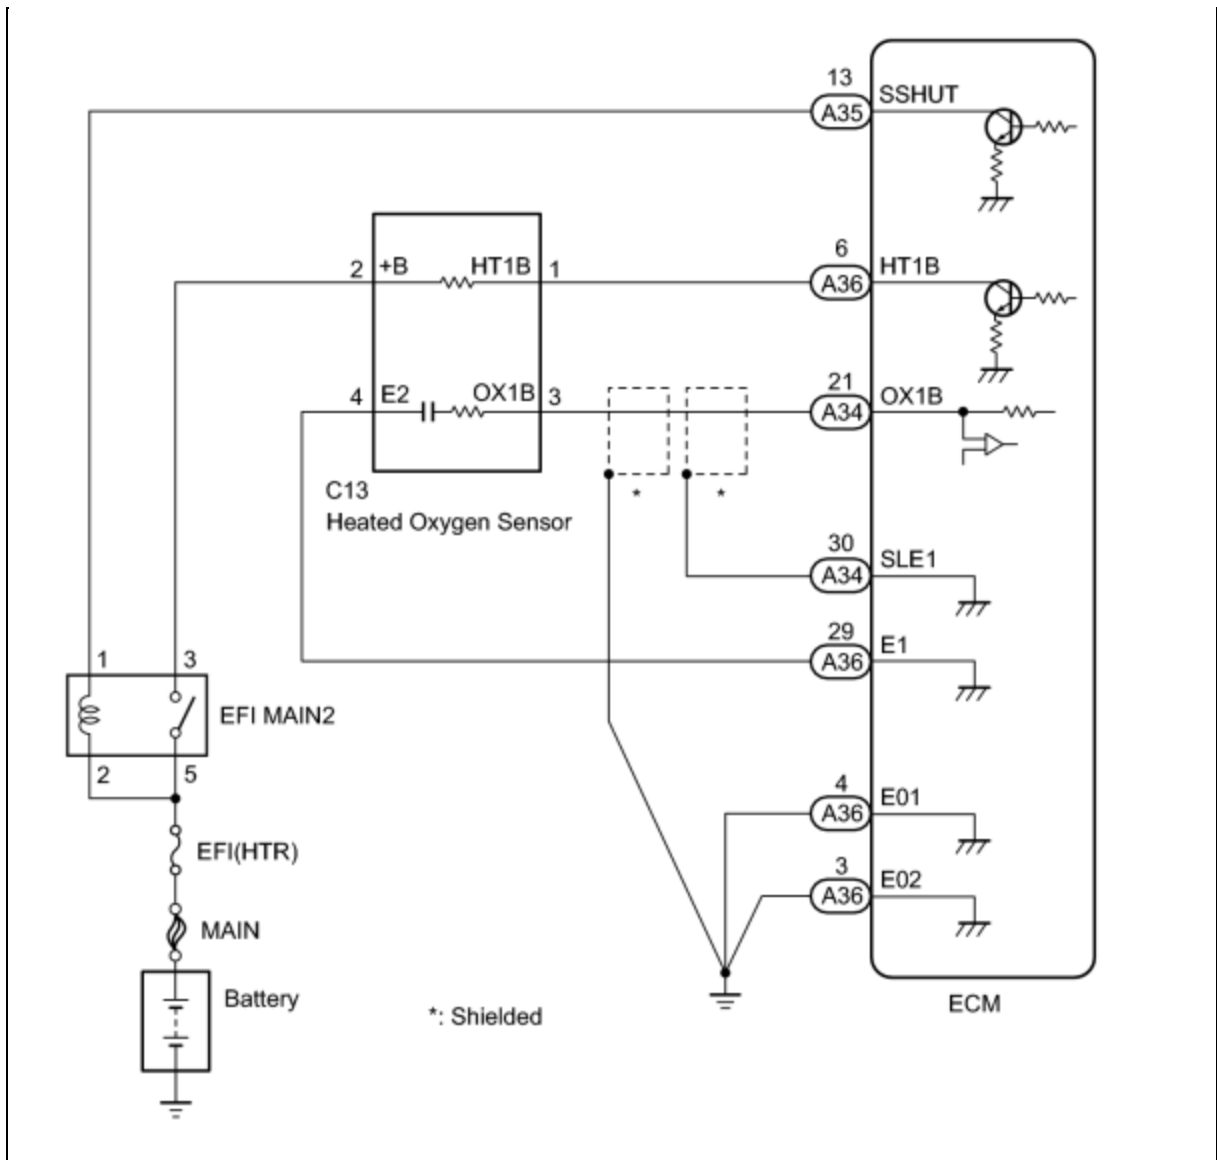 13
A35 SSHUT
6
2 +B HT1B 1 A36 HT1B
21
4 E2 OX1B 3 A34 OX1B
* *
C13
Heated Oxygen Sensor
30
A34 SLE1
29
A36 E1
1 3
EFI MAIN2
2 5
4
A36 E01
EFI(HTR)
3
A36 E02
MAIN
Battery
*: Shielded
ECM